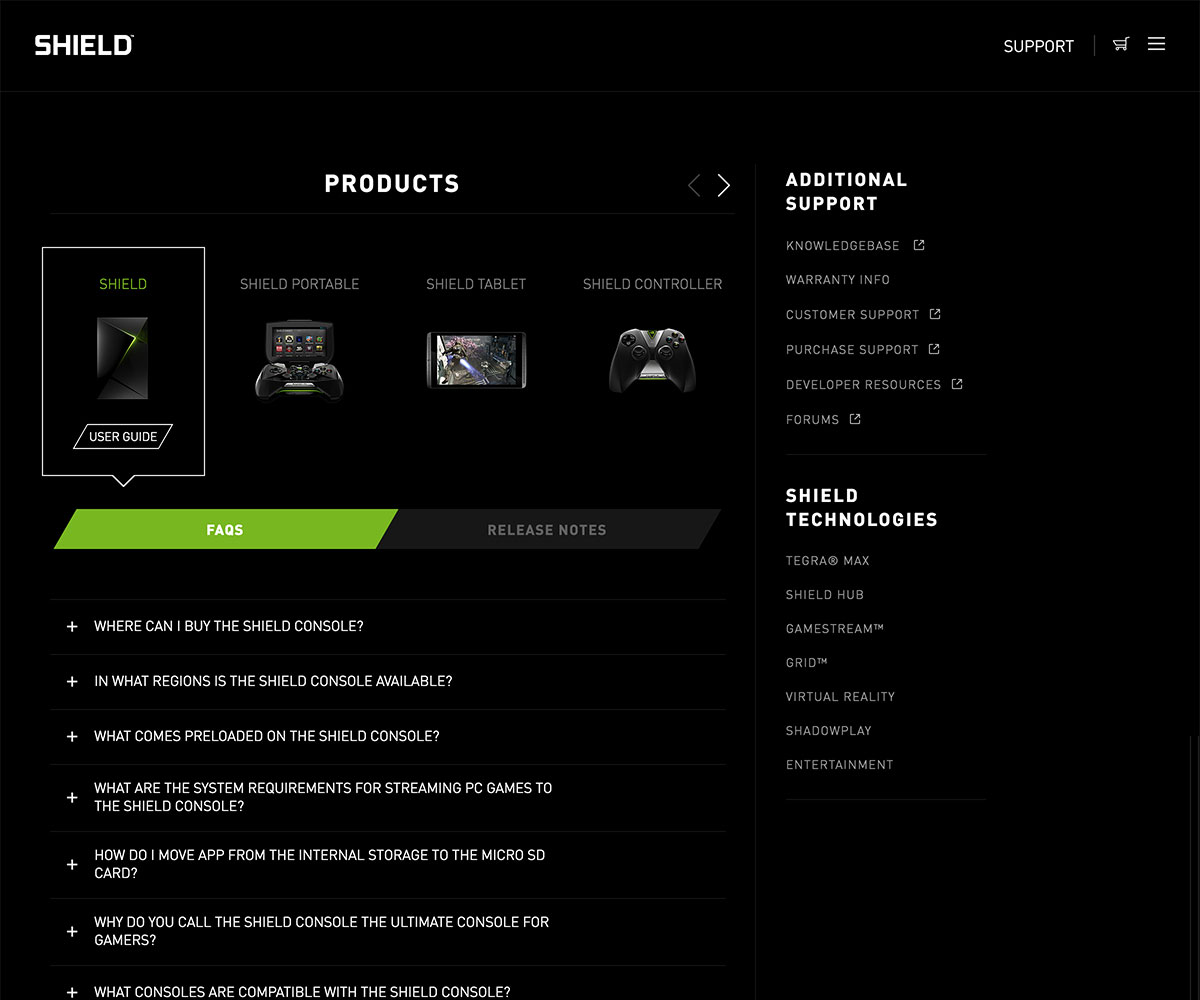 SHIELD™
SUPPORT
PRODUCTS
SHIELD
SHIELD PORTABLE
SHIELD TABLET
SHIELD CONTROLLER
USER GUIDE
FAQS
RELEASE NOTES
WHERE CAN I BUY THE SHIELD CONSOLE?
IN WHAT REGIONS IS THE SHIELD CONSOLE AVAILABLE?
WHAT COMES PRELOADED ON THE SHIELD CONSOLE?
WHAT ARE THE SYSTEM REQUIREMENTS FOR STREAMING PC GAMES TO
THE SHIELD CONSOLE?
HOW DO I MOVE APP FROM THE INTERNAL STORAGE TO THE MICRO SD
CARD?
WHY DO YOU CALL THE SHIELD CONSOLE THE ULTIMATE CONSOLE FOR
GAMERS?
WHAT CONSOLES ARE COMPATIBLE WITH THE SHIELD CONSOLE?
ADDITIONAL
SUPPORT
KNOWLEDGEBASE
WARRANTY INFO
CUSTOMER SUPPORT
PURCHASE SUPPORT
DEVELOPER RESOURCES
FORUMS
SHIELD
TECHNOLOGIES
TEGRA® MAX
SHIELD HUB
GAMESTREAM™
GRID™
VIRTUAL REALITY
SHADOWPLAY
ENTERTAINMENT